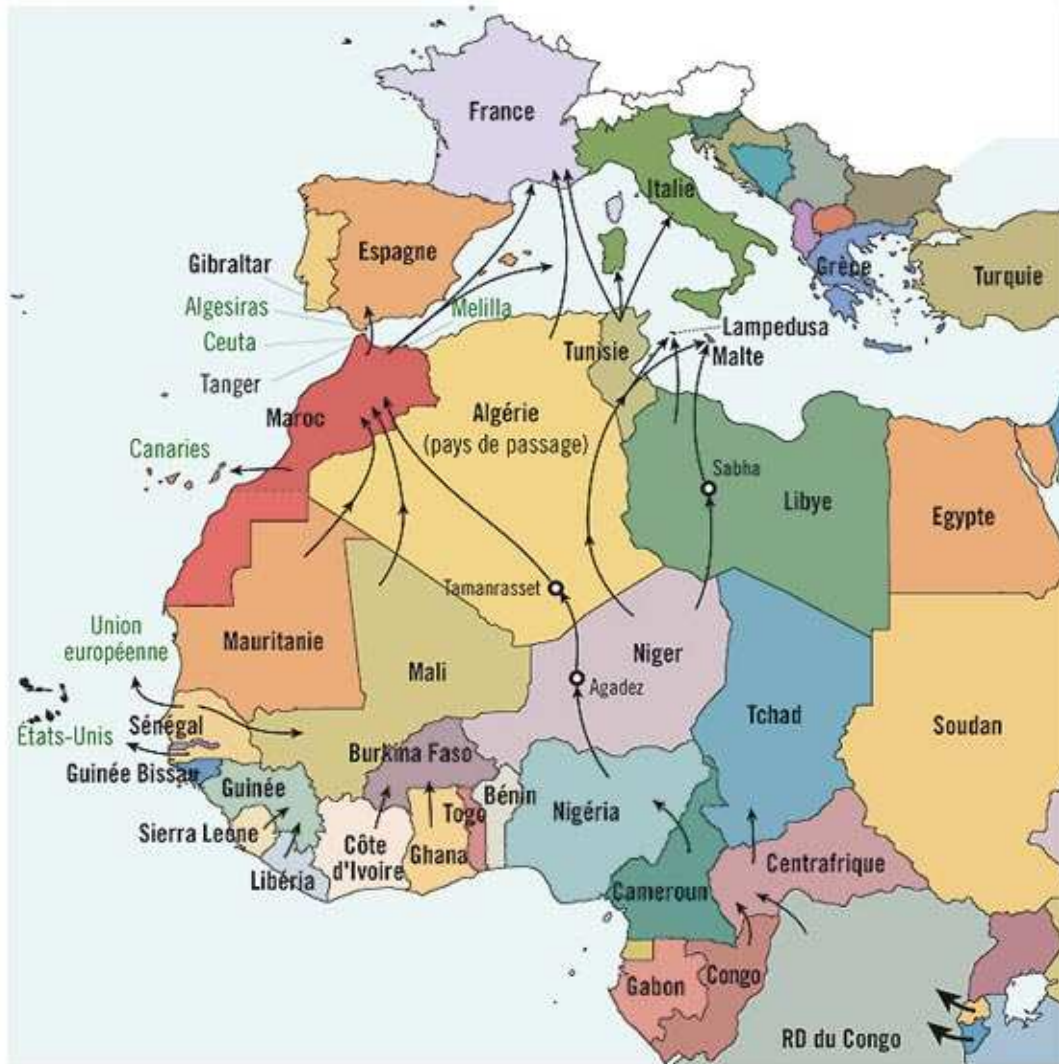 France
Italie
Espagne
Gibraltar
Grèce
Turquie
Algesiras
Melilla
Ceuta
Lampedusa
Tunisie
Malte
Tanger
Maroc
Algérie
(pays de passage)
Canaries
Sabha
Libye
Egypte
Tamanrasset
Union
européenne
Mauritanie
Mali
Niger
Agadez
Tchad
Soudan
Sénégal
États-Unis
Burkina Faso
Guinée Bissau
Guinée
Bénin
Nigéria
Togo
Sierra Leone
Côte
d'Ivoire
Ghana
Centrafrique
Libéria
Cameroun
Gabon
Congo
RD du Congo